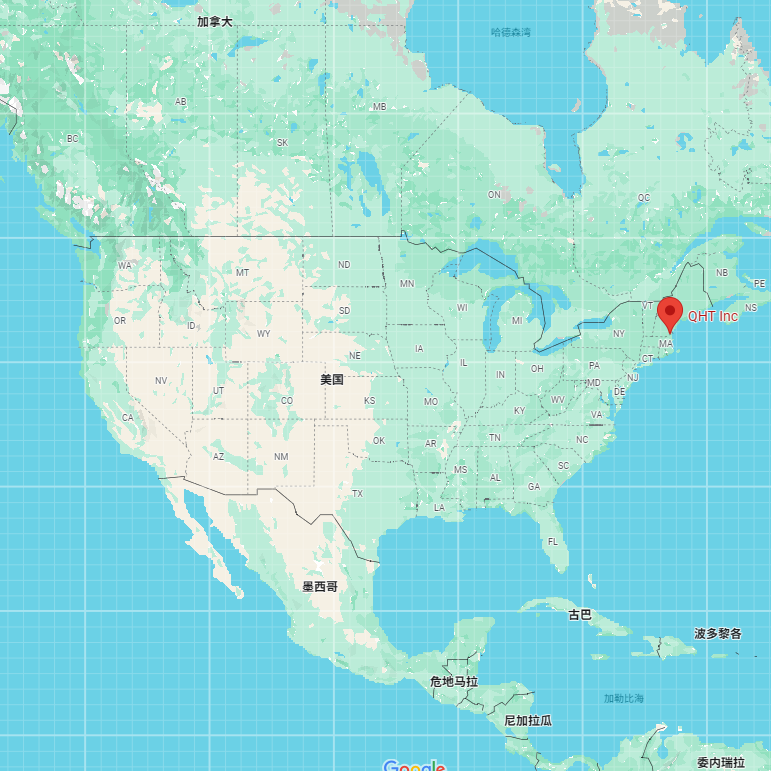 加拿大
哈德森湾
AB
MB
BC
SK
ON
QC
WA
MT
ND
MN
NB
PE
NS
OR
ID
WY
SD
WI
MI
VT
QHT Inc
NY
MA
NV
UT
CO
NE
IA
IL
IN
OH
PA
CT
NJ
美国
KS
MO
KY
WV
MD
DE
VA
CA
AZ
NM
OK
AR
TN
NC
MS
AL
GA
SC
TX
LA
FL
墨西哥
古巴
波多黎各
危地马拉
加勒比海
尼加拉瓜
委内瑞拉
Google